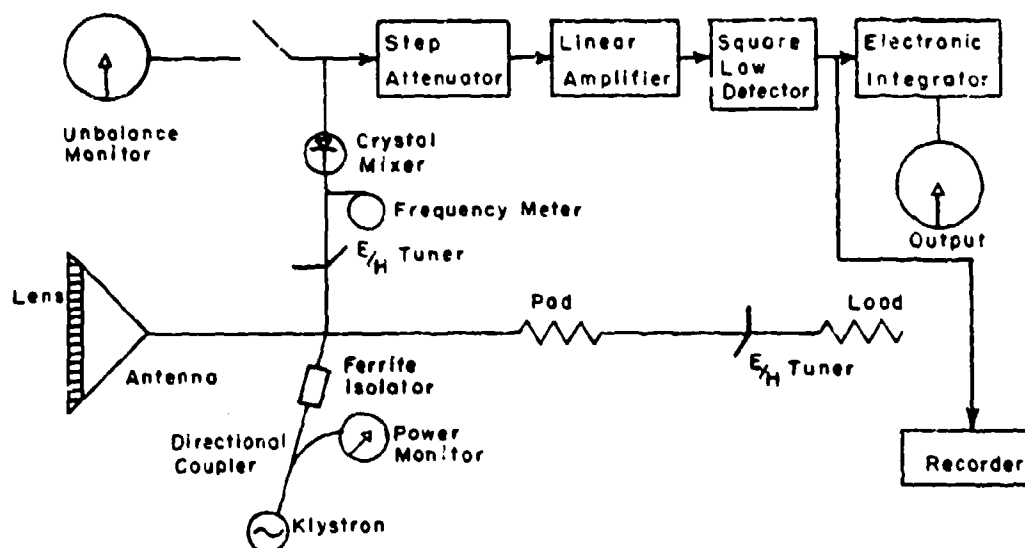 Step
Attenuator
Linear
Amplifier
Square
Law
Detector
Electronic
Integrator
Unbalance
Monitor
Crystal
Mixer
Frequency Meter
Output
E/H Tuner
Lens
Antenna
Pad
Load
E/H Tuner
Ferrite
Isolator
Directional
Coupler
Power
Monitor
Recorder
Klystron